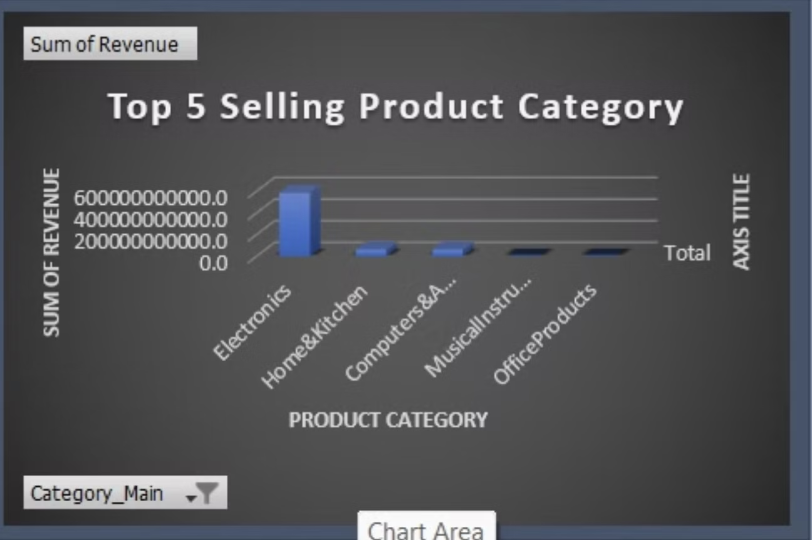 Sum of Revenue
Top 5 Selling Product Category
SUM OF REVENUE
600000000000.0
400000000000.0
200000000000.0
0.0
Total
AXIS TITLE
Electronics
Home&Kitchen
Computers&A...
MusicalInstru...
OfficeProducts
PRODUCT CATEGORY
Category_Main
Chart Area